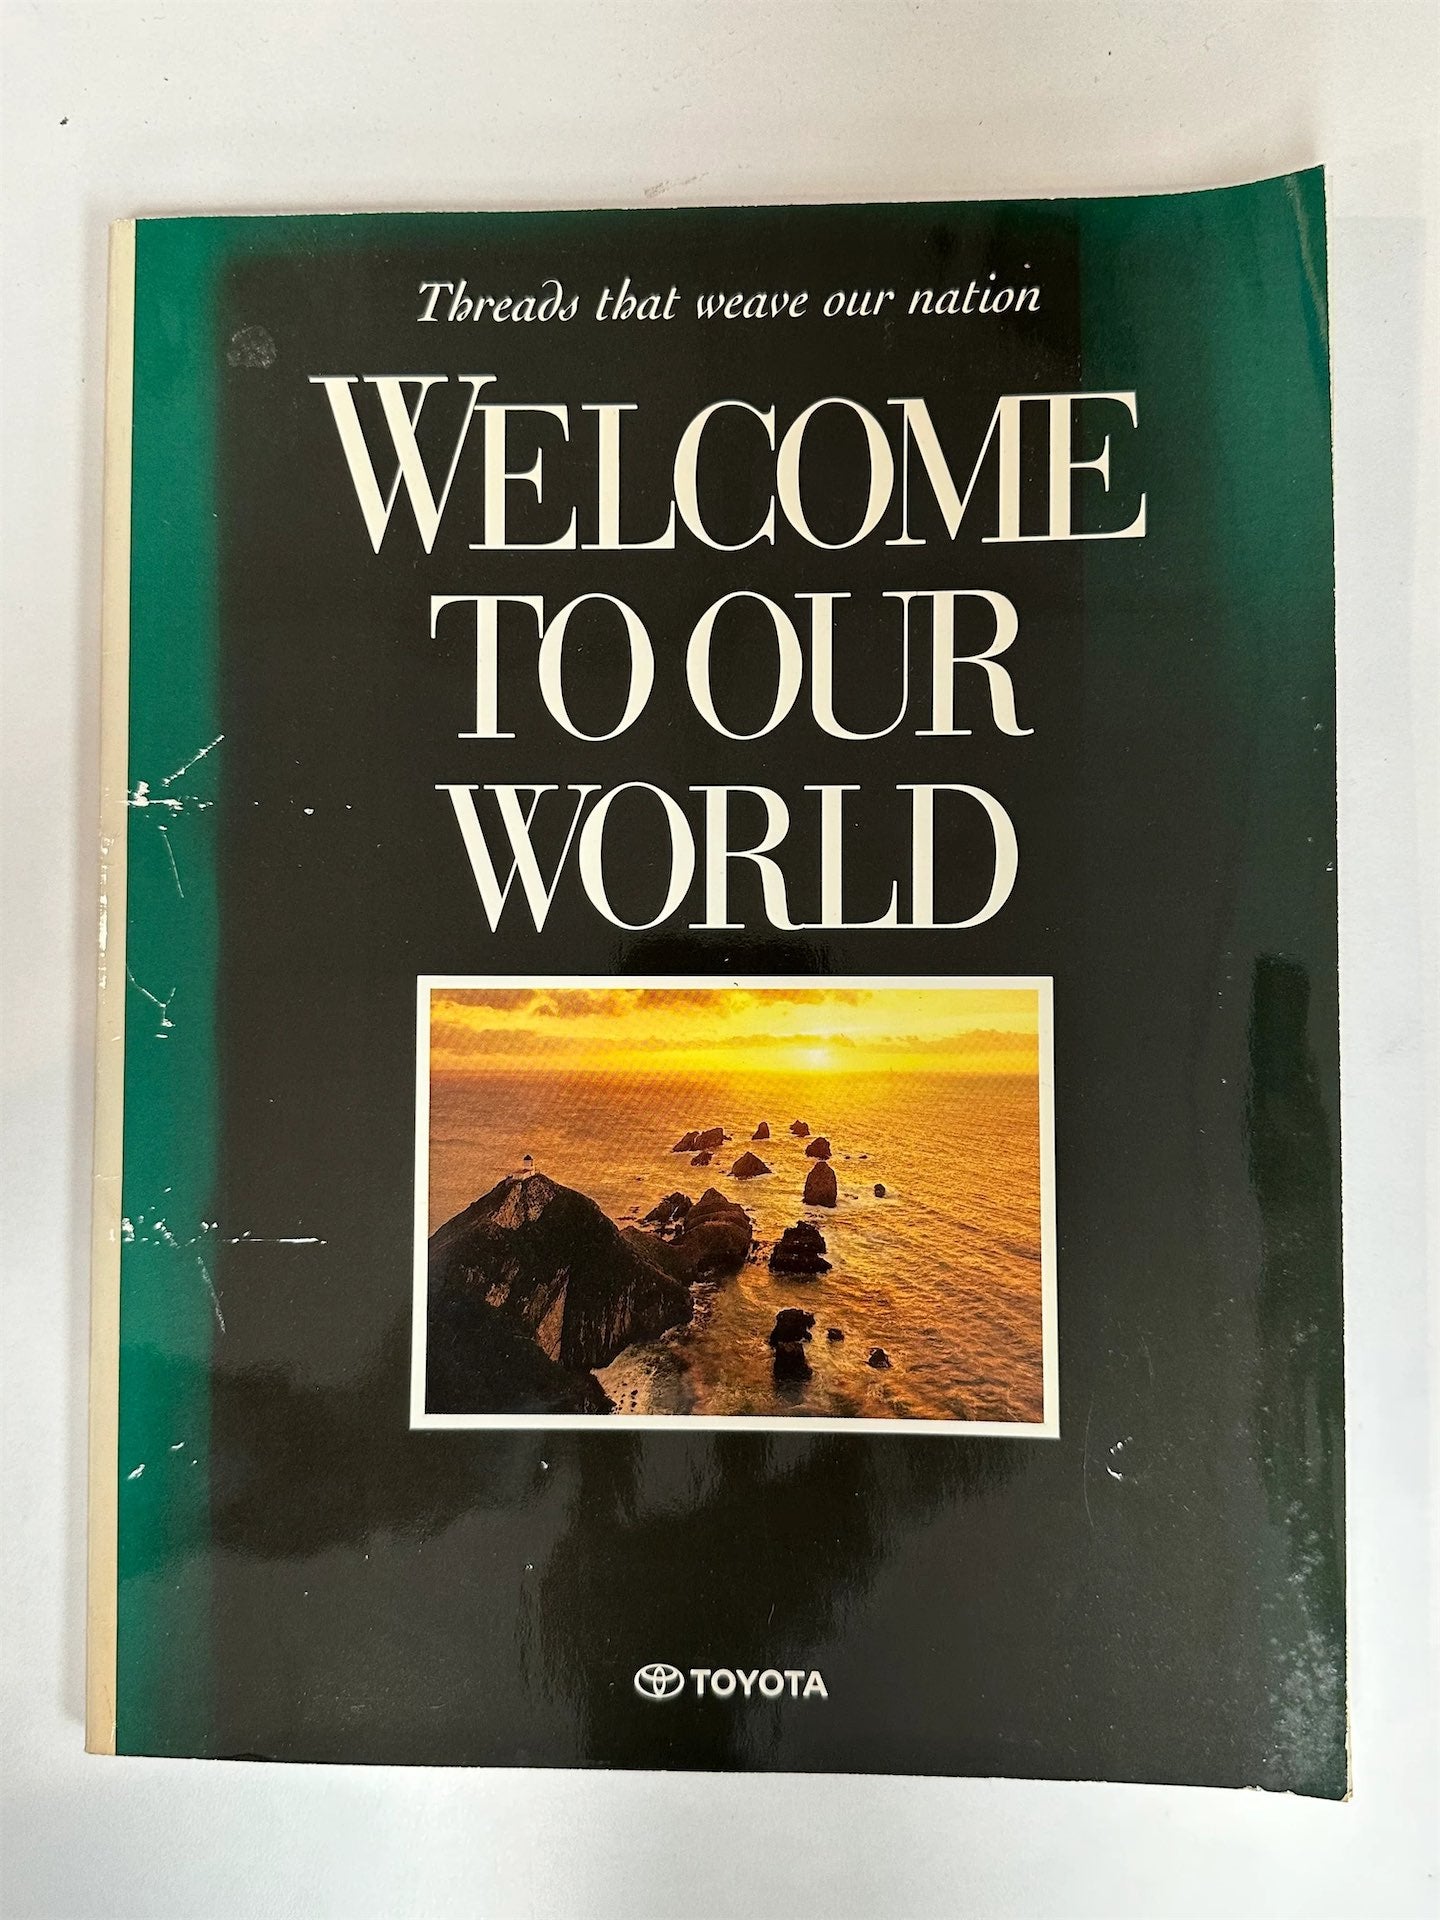 Threads that weave our nation
WELCOME
TO OUR
WORLD
TOYOTA